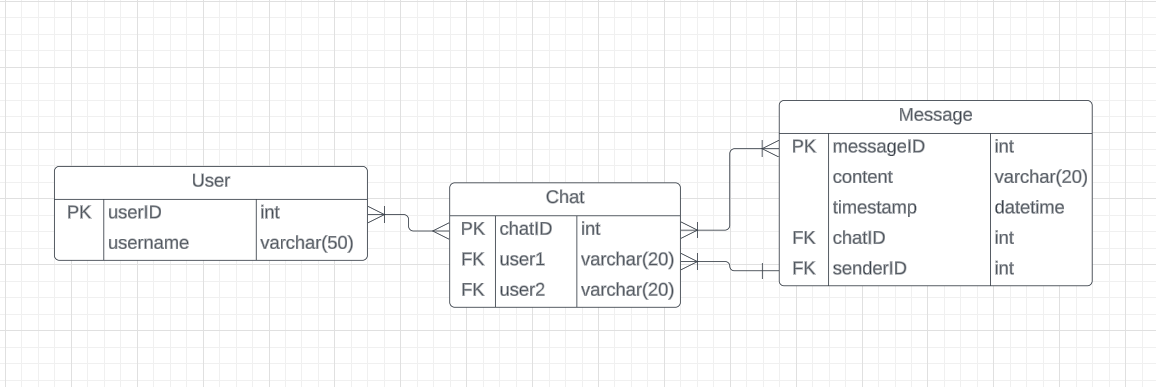 User
PK userID int
username varchar(50)
Chat
PK chatID int
FK user1 varchar(20)
FK user2 varchar(20)
Message
PK messageID int
content varchar(20)
timestamp datetime
FK chatID int
FK senderID int